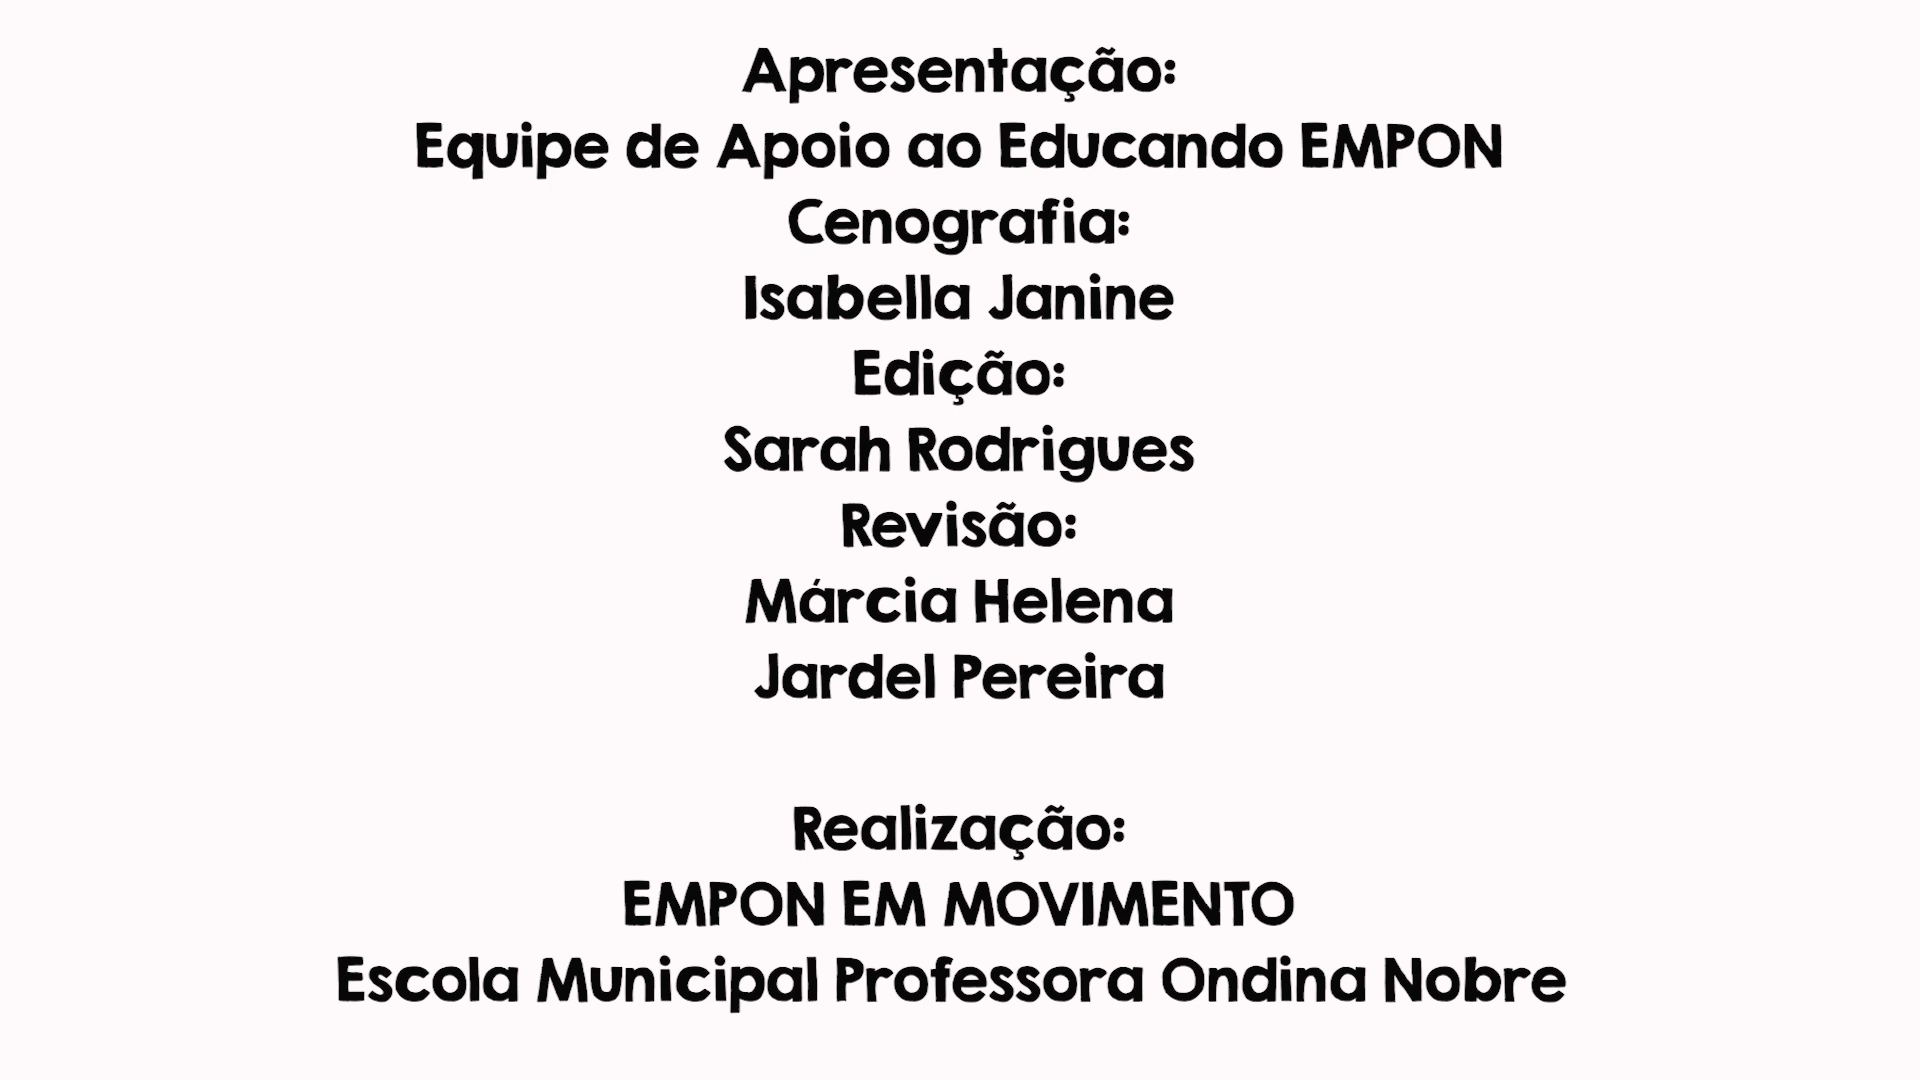 Apresentação:
Equipe de Apoio ao Educando EMPON
Cenografia:
Isabella Janine
Edição:
Sarah Rodrigues
Revisão:
Márcia Helena
Jardel Pereira
Realização:
EMPON EM MOVIMENTO
Escola Municipal Professora Ondina Nobre